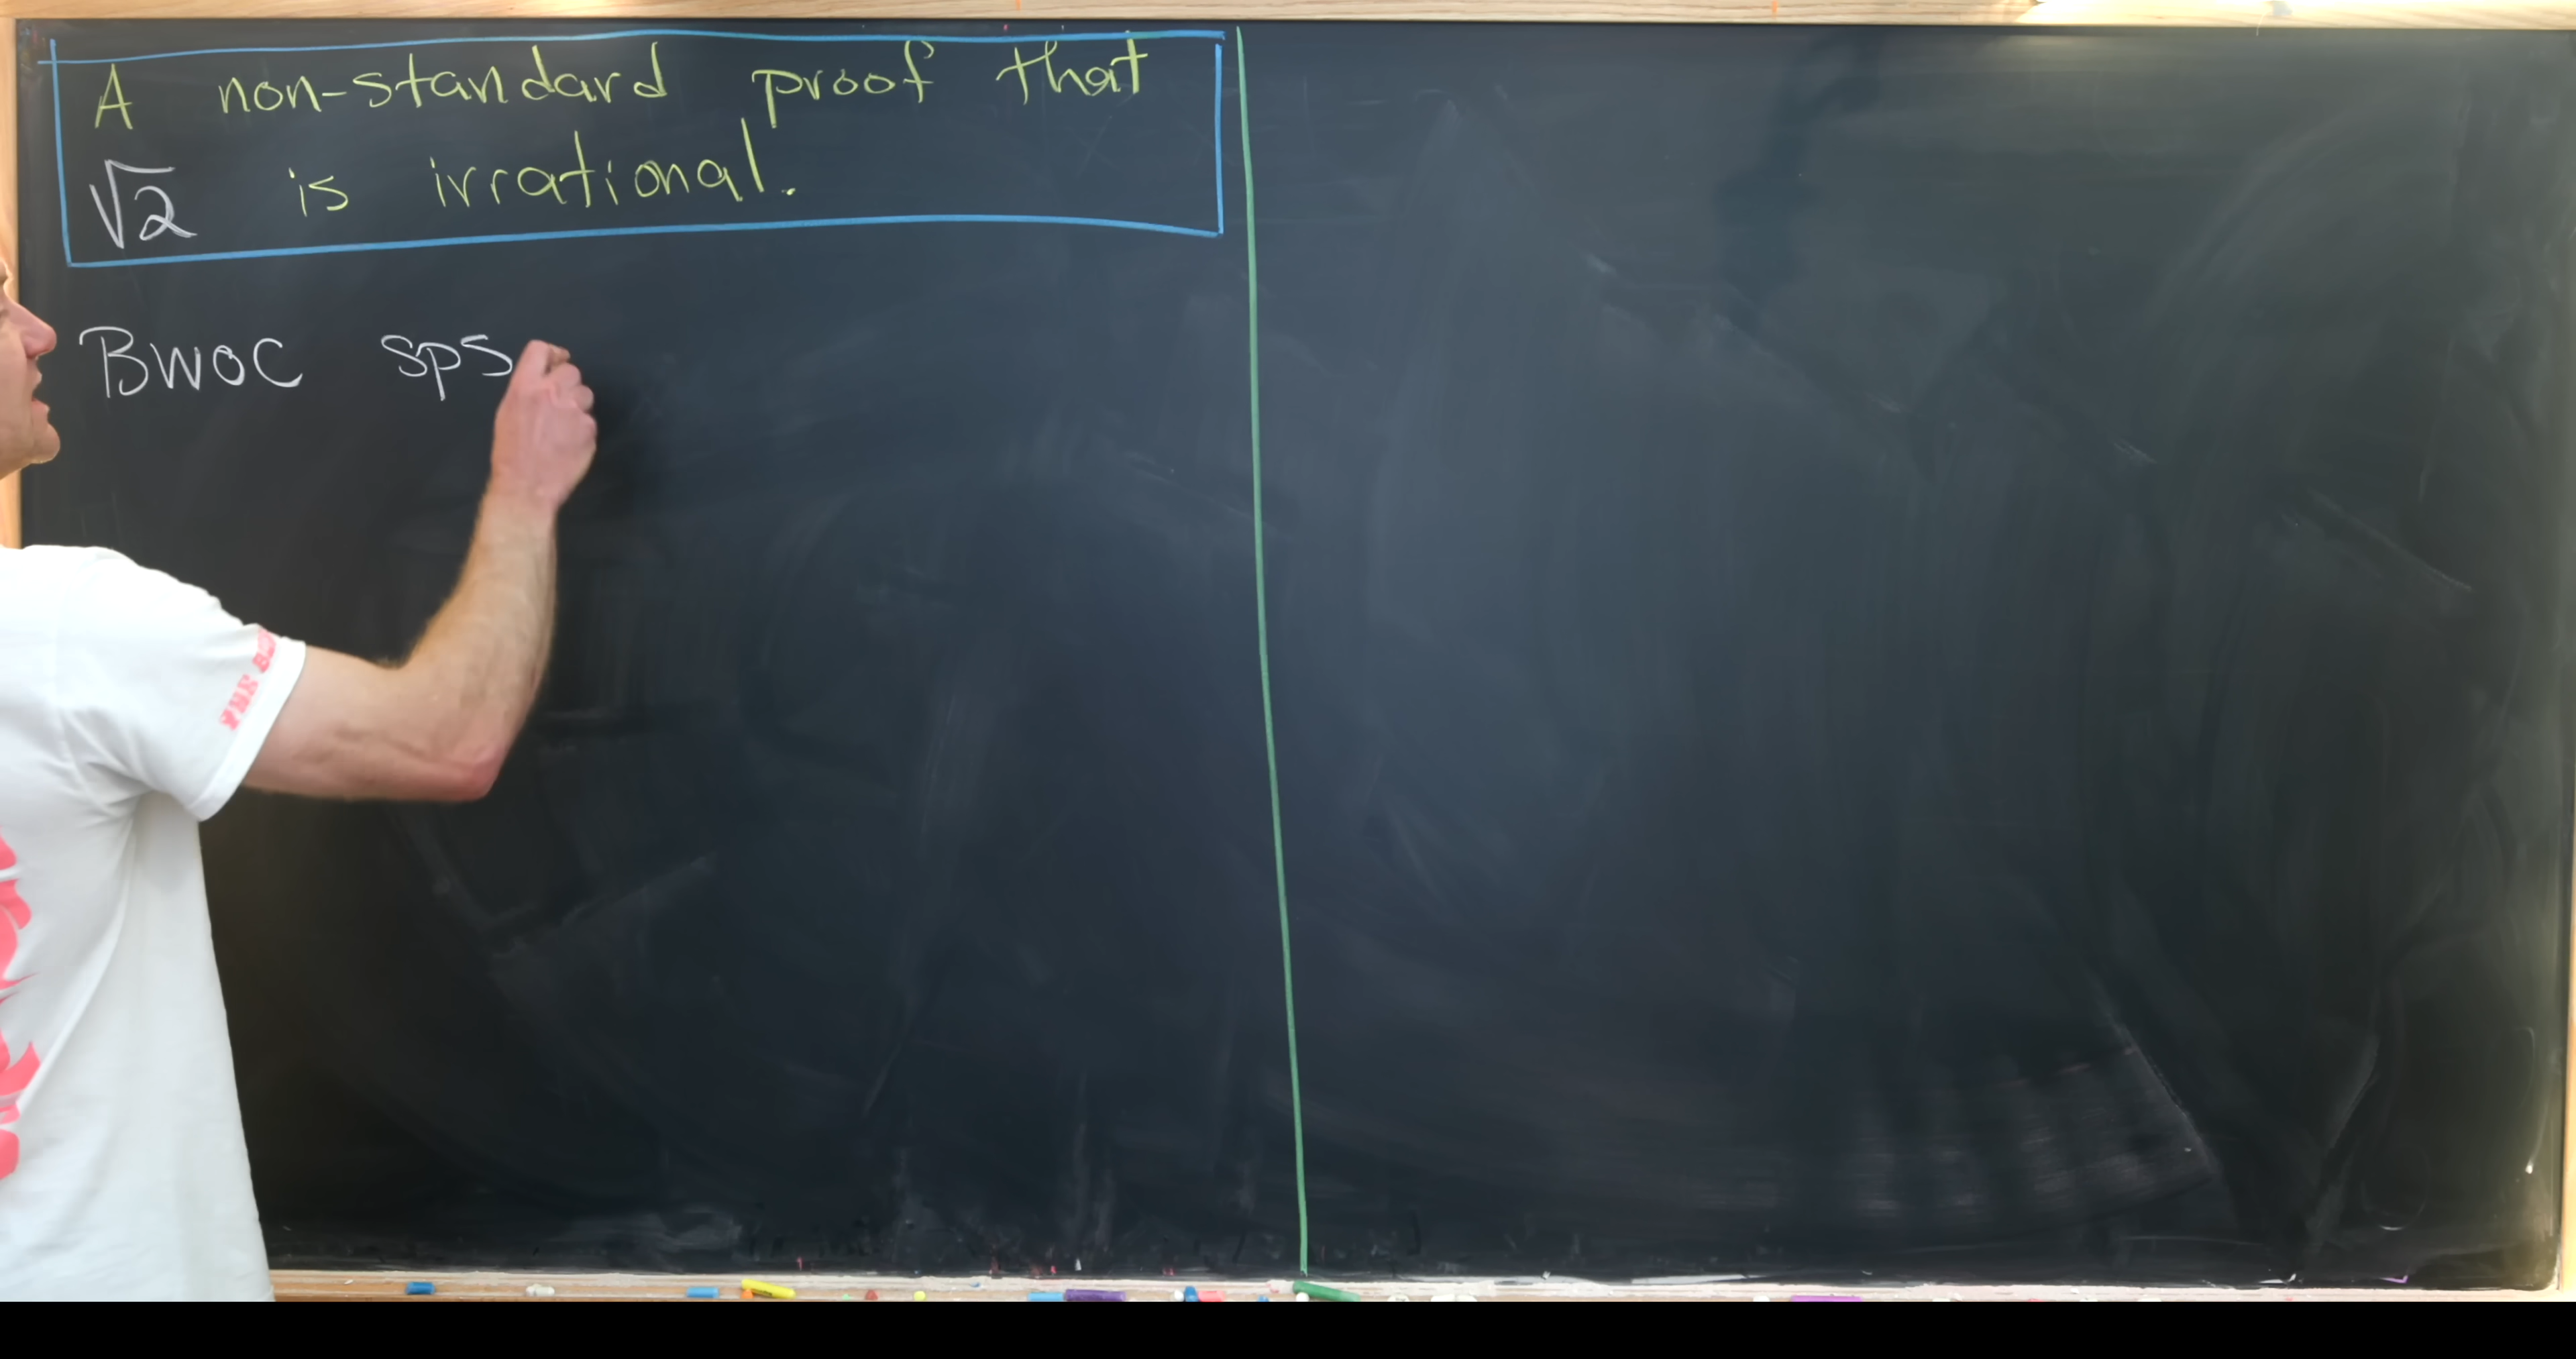 A non-standard proof that
√2 is irrational.
BWOC sps